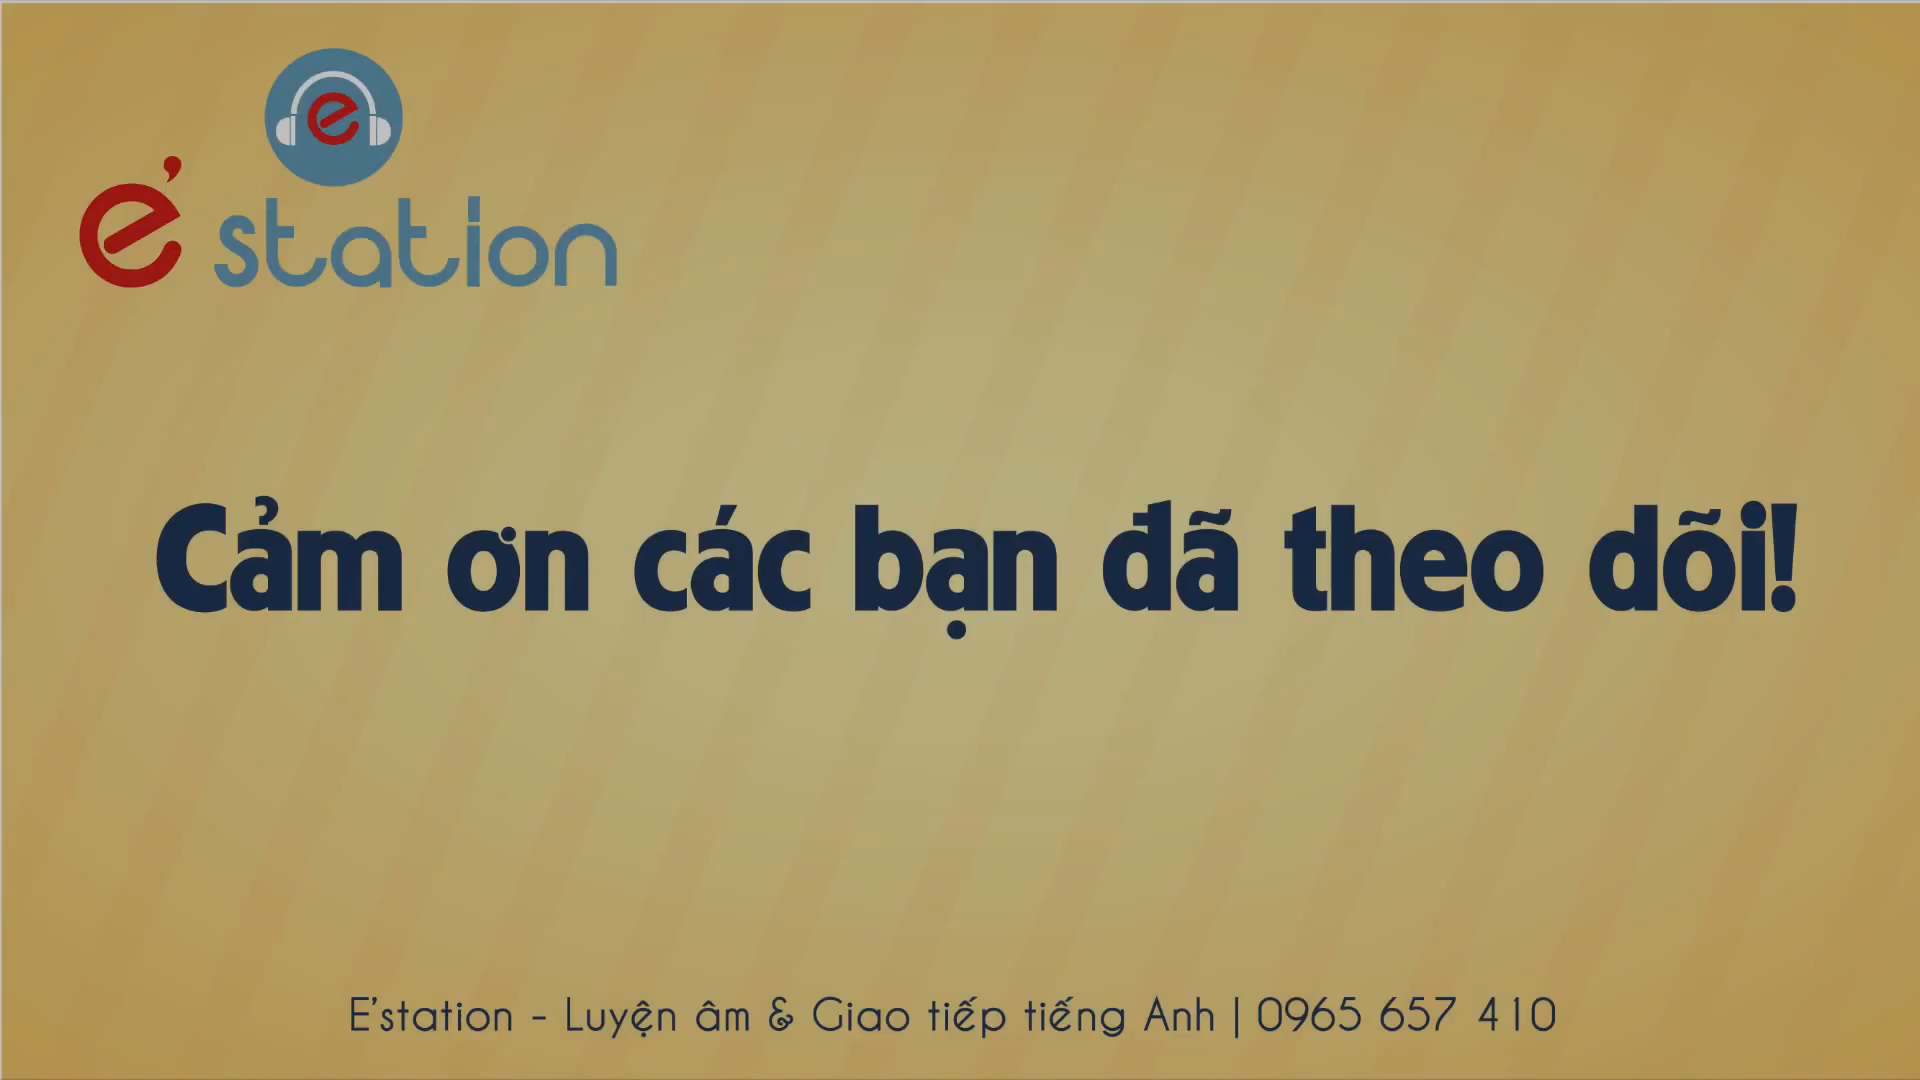 e
e'station
Cảm ơn các bạn đã theo dõi!
E'station - Luyện âm & Giao tiếp tiếng Anh | 0965 657 410